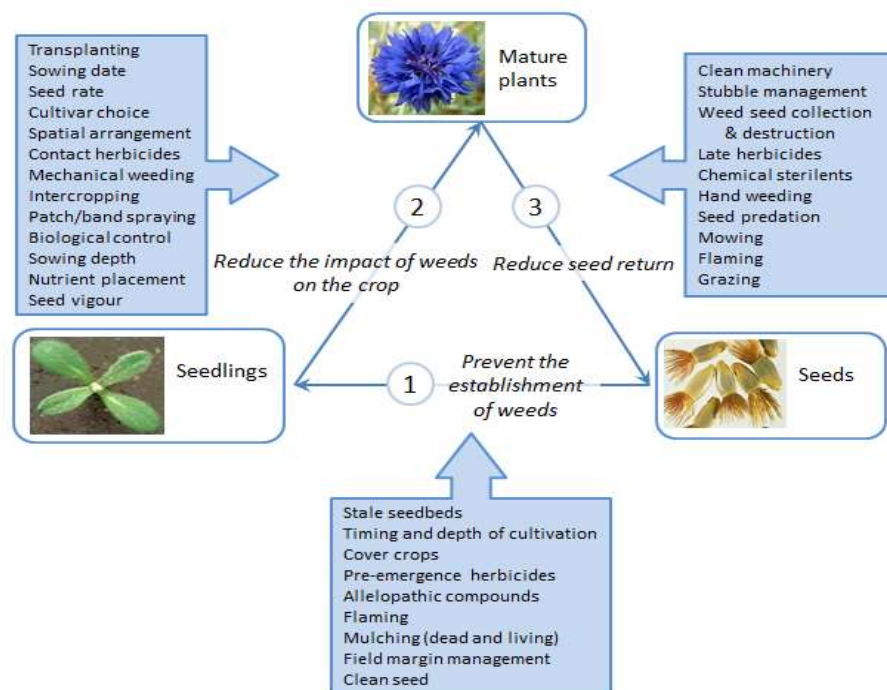 Transplanting
Sowing date
Seed rate
Cultivar choice
Spatial arrangement
Contact herbicides
Mechanical weeding
Intercropping
Patch/band spraying
Biological control
Sowing depth
Nutrient placement
Seed vigour
Mature
plants
Clean machinery
Stubble management
Weed seed collection
& destruction
Late herbicides
Chemical sterilents
Hand weeding
Seed predation
Mowing
Flaming
Grazing
2
Reduce the impact of weeds
on the crop
3
Reduce seed return
Seedlings
1
Prevent the
establishment
of weeds
Seeds
Stale seedbeds
Timing and depth of cultivation
Cover crops
Pre-emergence herbicides
Allelopathic compounds
Flaming
Mulching (dead and living)
Field margin management
Clean seed